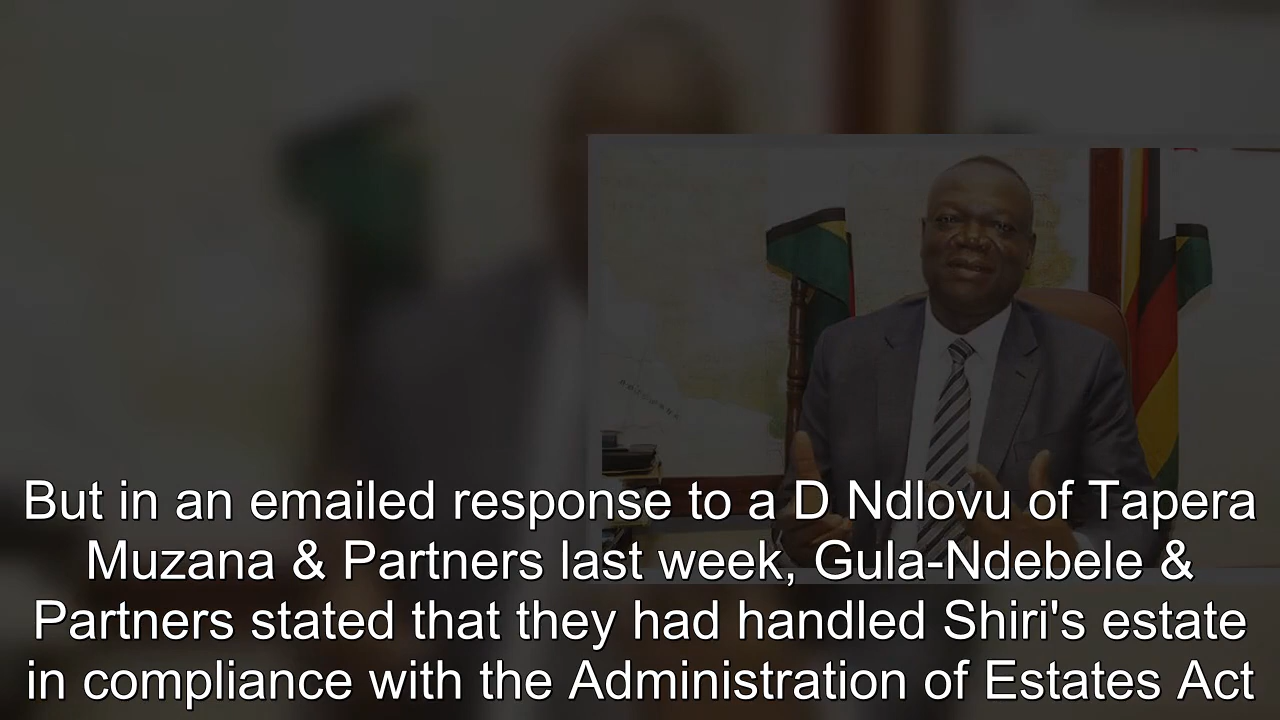 But in an emailed response to a D Ndlovu of Tapera
Muzana & Partners last week, Gula-Ndebele &
Partners stated that they had handled Shiri's estate
in compliance with the Administration of Estates Act